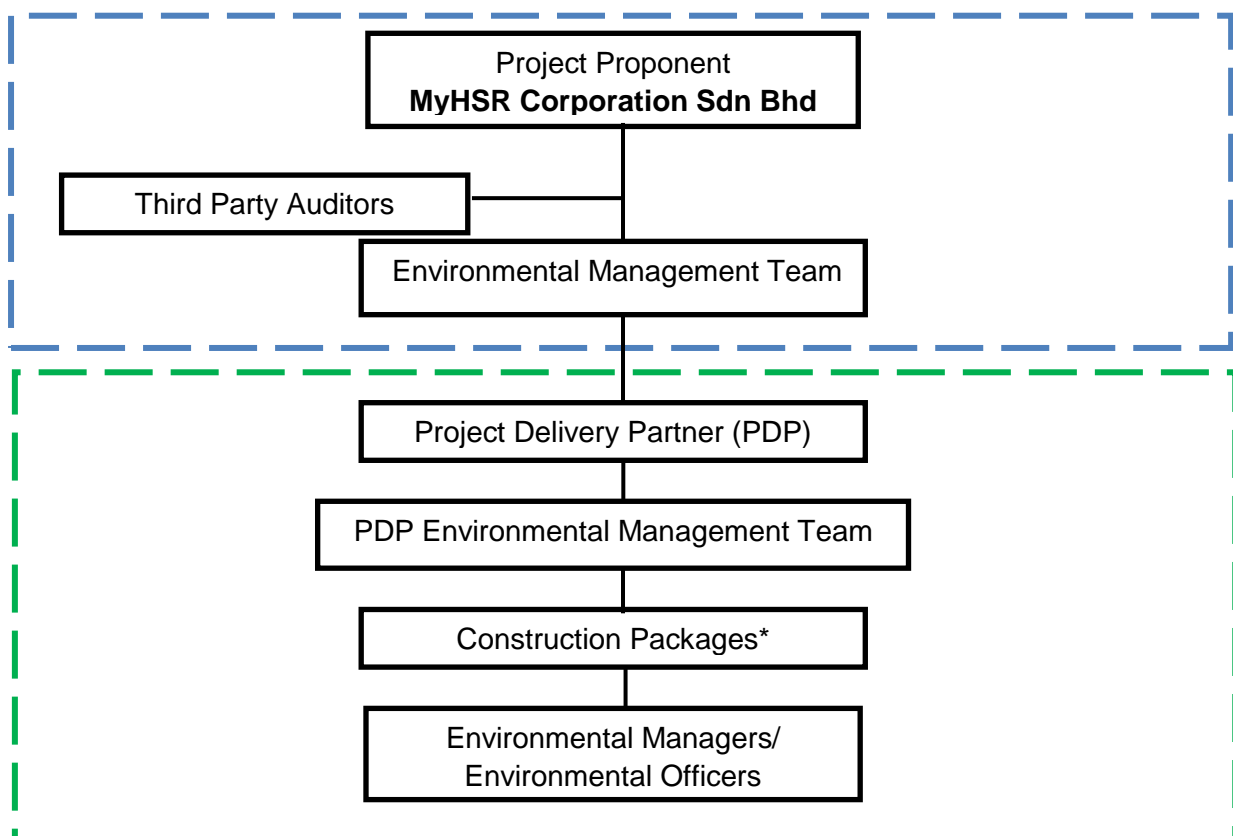 Project Proponent
MyHSR Corporation Sdn Bhd
Third Party Auditors
Environmental Management Team
Project Delivery Partner (PDP)
PDP Environmental Management Team
Construction Packages*
Environmental Managers/
Environmental Officers